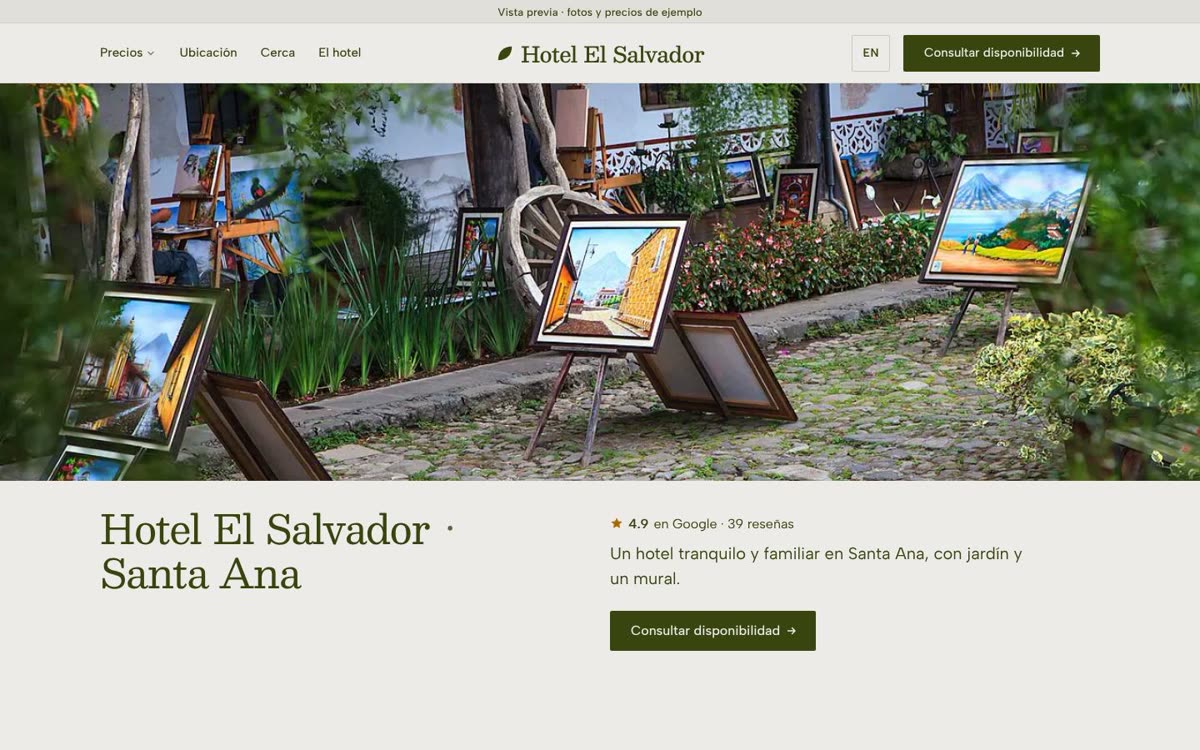 Vista previa · fotos y precios de ejemplo
Precios
Ubicación
Cerca
El hotel
Hotel El Salvador
EN
Consultar disponibilidad →
Hotel El Salvador ·
Santa Ana
★ 4.9 en Google · 39 reseñas
Un hotel tranquilo y familiar en Santa Ana, con jardín y
un mural.
Consultar disponibilidad →